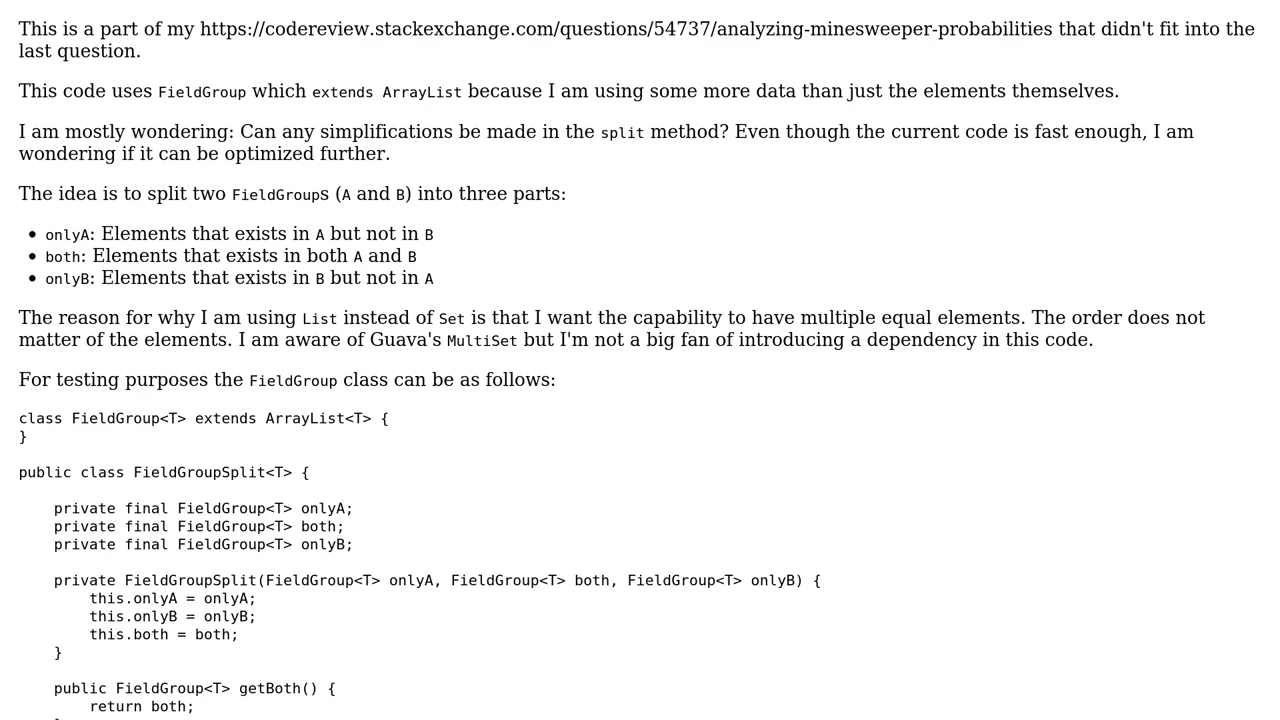 This is a part of my https://codereview.stackexchange.com/questions/54737/analyzing-minesweeper-probabilities that didn't fit into the
last question.
This code uses FieldGroup which extends ArrayList because I am using some more data than just the elements themselves.
I am mostly wondering: Can any simplifications be made in the split method? Even though the current code is fast enough, I am
wondering if it can be optimized further.
The idea is to split two FieldGroups (A and B) into three parts:
• onlyA: Elements that exists in A but not in B
• both: Elements that exists in both A and B
• onlyB: Elements that exists in B but not in A
The reason for why I am using List instead of Set is that I want the capability to have multiple equal elements. The order does not
matter of the elements. I am aware of Guava's MultiSet but I'm not a big fan of introducing a dependency in this code.
For testing purposes the FieldGroup class can be as follows:
class FieldGroup<T> extends ArrayList<T> {
}
public class FieldGroupSplit<T> {
    private final FieldGroup<T> onlyA;
    private final FieldGroup<T> both;
    private final FieldGroup<T> onlyB;
    private FieldGroupSplit(FieldGroup<T> onlyA, FieldGroup<T> both, FieldGroup<T> onlyB) {
        this.onlyA = onlyA;
        this.onlyB = onlyB;
        this.both = both;
    }
    public FieldGroup<T> getBoth() {
        return both;